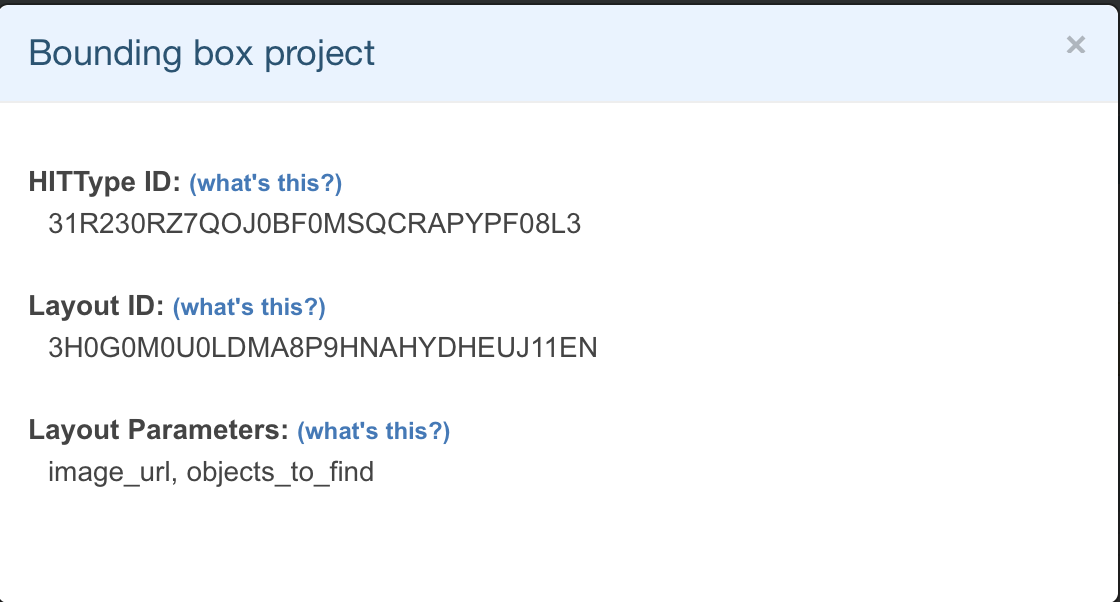 Bounding box project
×
HITType ID: (what's this?)
31R230RZ7QOJ0BF0MSQCRAPYPF08L3
Layout ID: (what's this?)
3H0G0M0U0LDMA8P9HNAHYDHEUJ11EN
Layout Parameters: (what's this?)
image_url, objects_to_find